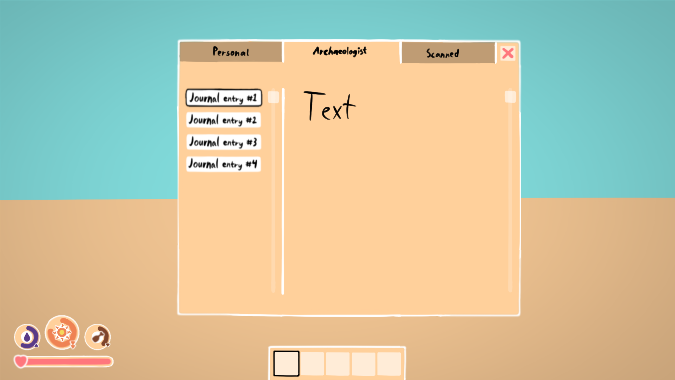 Personal
Archaeologist
Scanned
Journal entry #1
Journal entry #2
Journal entry #3
Journal entry #4
Text